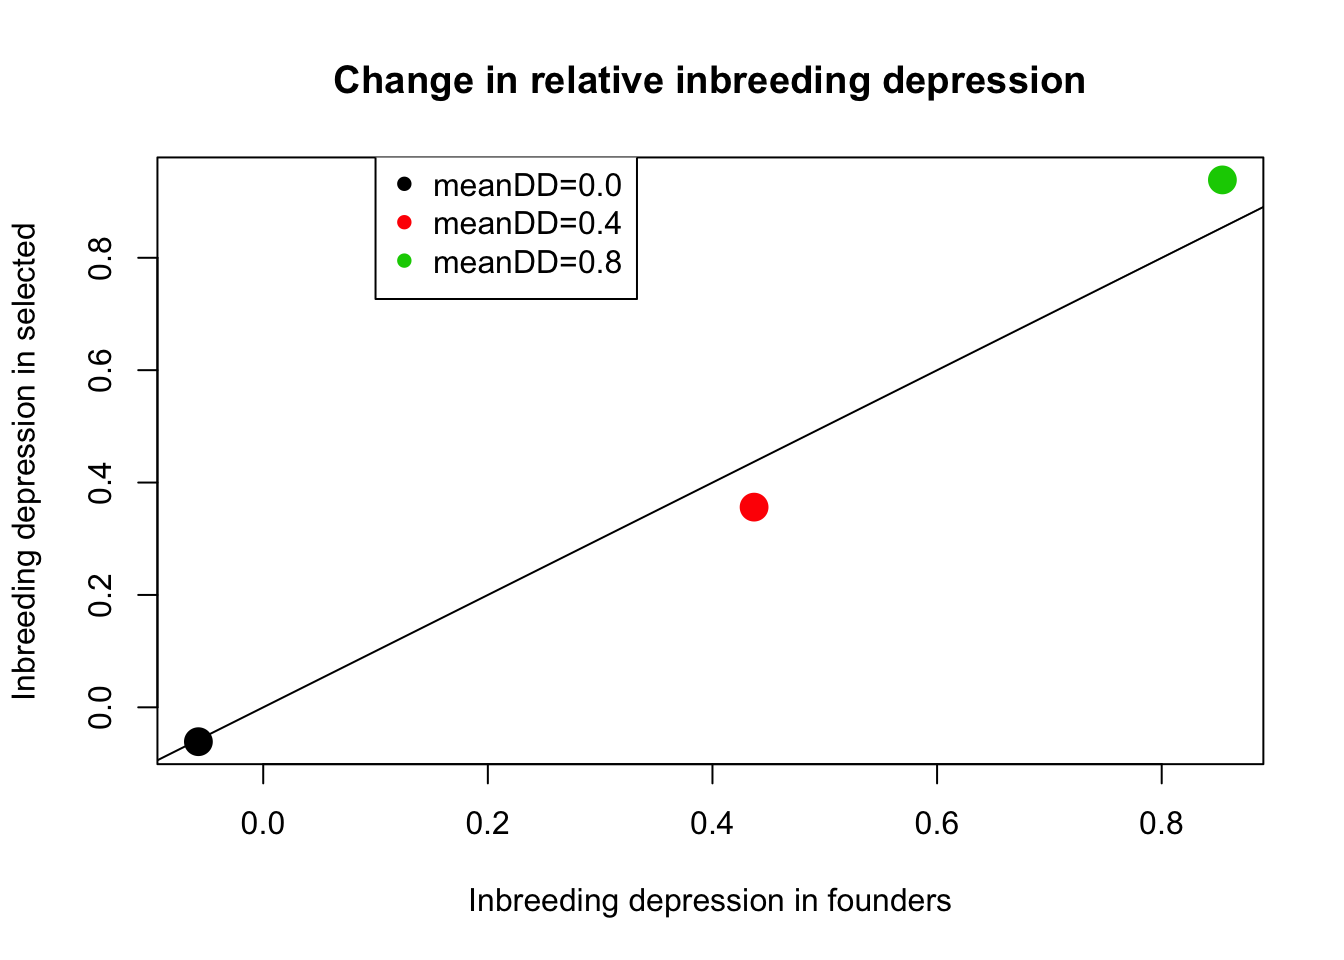 Change in relative inbreeding depression
meanDD=0.0
meanDD=0.4
meanDD=0.8
Inbreeding depression in selected
0.8
0.6
0.4
0.2
0.0
0.0 0.2 0.4 0.6 0.8
Inbreeding depression in founders